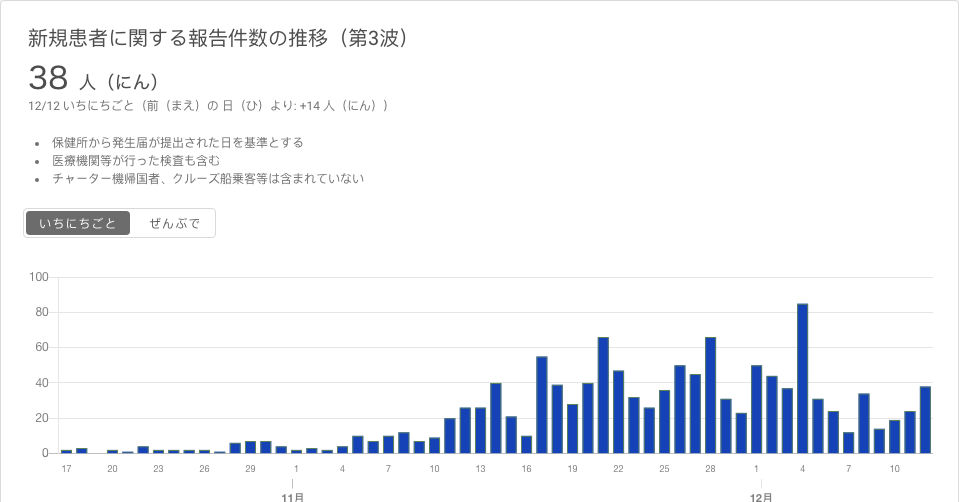 新規患者に関する報告件数の推移（第3波）
38 人（にん）
12/12 いちにちごと（前（まえ）の 日（ひ）より: +14 人（にん））
保健所から発生届が提出された日を基準とする
医療機関等が行った検査も含む
チャーター機帰国者、クルーズ船乗客等は含まれていない
いちにちごと ぜんぶで
100
80
60
40
20
0
17 20 23 26 29 1 4 7 10 13 16 19 22 25 28 1 4 7 10
11月 12月